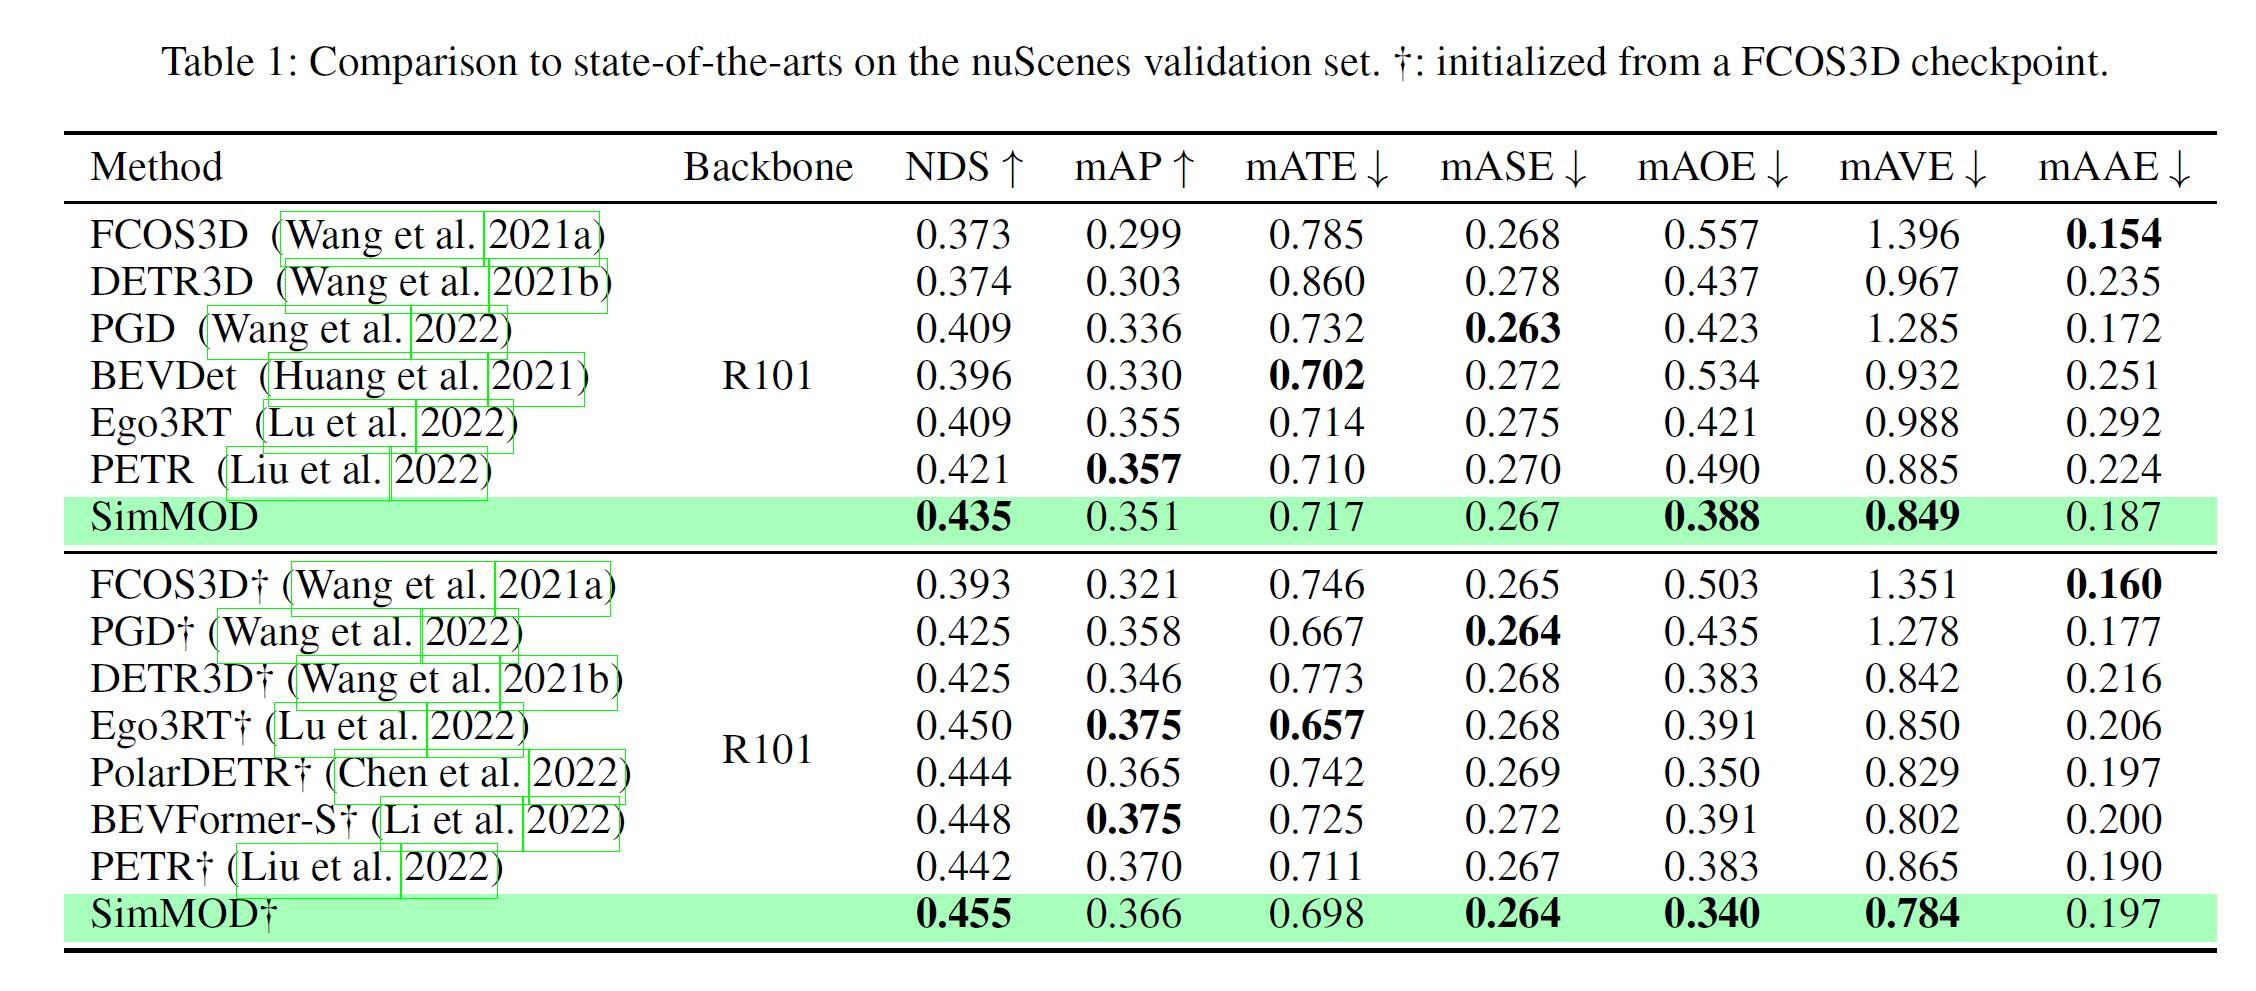 Table 1: Comparison to state-of-the-arts on the nuScenes validation set. †: initialized from a FCOS3D checkpoint.
Method Backbone NDS ↑ mAP ↑ mATE ↓ mASE ↓ mAOE ↓ mAVE ↓ mAAE ↓
FCOS3D (Wang et al. 2021a) 0.373 0.299 0.785 0.268 0.557 1.396 0.154
DETR3D (Wang et al. 2021b) 0.374 0.303 0.860 0.278 0.437 0.967 0.235
PGD (Wang et al. 2022) 0.409 0.336 0.732 0.263 0.423 1.285 0.172
BEVDet (Huang et al. 2021) R101 0.396 0.330 0.702 0.272 0.534 0.932 0.251
Ego3RT (Lu et al. 2022) 0.409 0.355 0.714 0.275 0.421 0.988 0.292
PETR (Liu et al. 2022) 0.421 0.357 0.710 0.270 0.490 0.885 0.224
SimMOD 0.435 0.351 0.717 0.267 0.388 0.849 0.187
FCOS3D† (Wang et al. 2021a) 0.393 0.321 0.746 0.265 0.503 1.351 0.160
PGD† (Wang et al. 2022) 0.425 0.358 0.667 0.264 0.435 1.278 0.177
DETR3D† (Wang et al. 2021b) 0.425 0.346 0.773 0.268 0.383 0.842 0.216
Ego3RT† (Lu et al. 2022) 0.450 0.375 0.657 0.268 0.391 0.850 0.206
R101
PolarDETR† (Chen et al. 2022) 0.444 0.365 0.742 0.269 0.350 0.829 0.197
BEVFormer-S† (Li et al. 2022) 0.448 0.375 0.725 0.272 0.391 0.802 0.200
PETR† (Liu et al. 2022) 0.442 0.370 0.711 0.267 0.383 0.865 0.190
SimMOD† 0.455 0.366 0.698 0.264 0.340 0.784 0.197